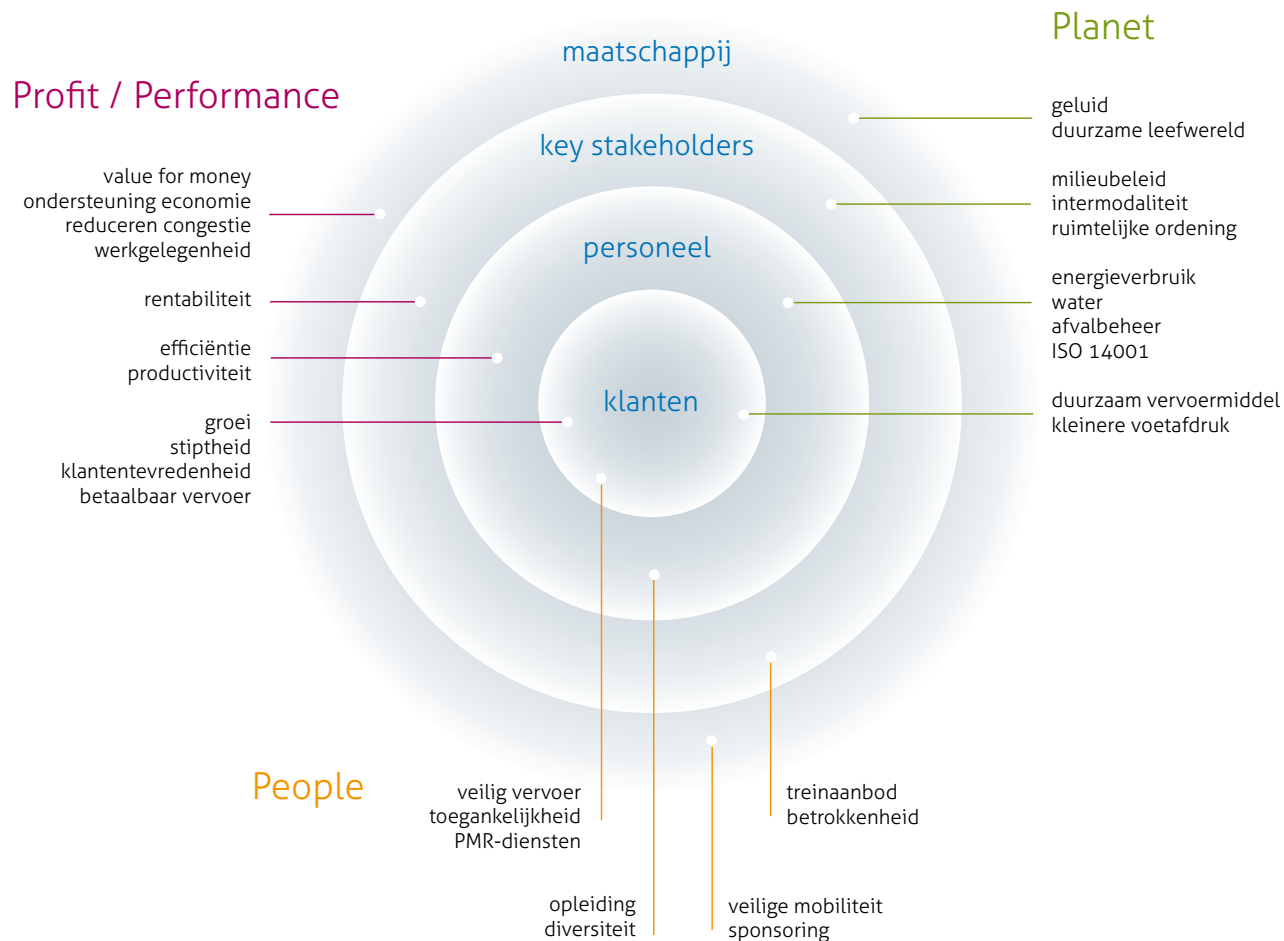 Planet
maatschappij
Profit / Performance
geluid
duurzame leefwereld
key stakeholders
value for money
ondersteuning economie
reduceren congestie
werkgelegenheid
milieubeleid
intermodaliteit
ruimtelijke ordening
personeel
rentabiliteit
energieverbruik
water
afvalbeheer
ISO 14001
efficiëntie
productiviteit
klanten
duurzaam vervoermiddel
kleinere voetafdruk
groei
stiptheid
klantentevredenheid
betaalbaar vervoer
People
veilig vervoer
toegankelijkheid
PMR-diensten
treinaanbod
betrokkenheid
opleiding
diversiteit
veilige mobiliteit
sponsoring